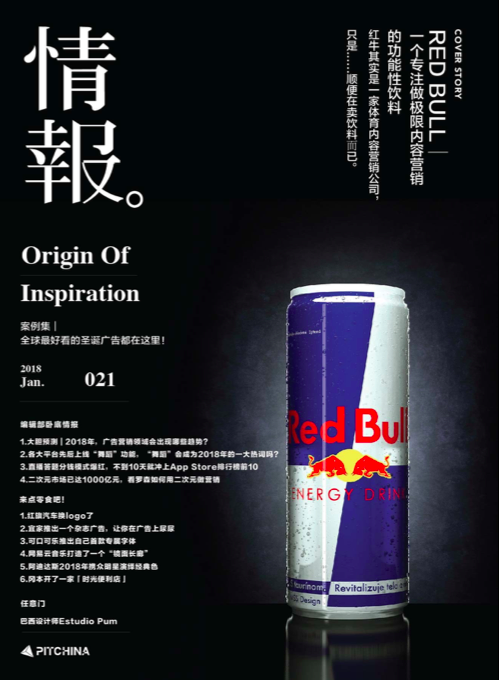 情
報。
COVER STORY
RED BULL｜
一个专注做极限内容营销
的功能性饮料
红牛其实是一家体育内容营销公司，
只是……顺便在卖饮料而已。
Origin Of
Inspiration
案例集｜
全球最好看的圣诞广告都在这里！
2018
Jan.
021
编辑部卧底情报
1.大胆预测｜2018年，广告营销领域会出现哪些趋势？
2.各大平台先后上线“舞蹈”功能，“舞蹈”会成为2018年的一大热词吗？
3.直播答题分钱模式爆红，不到10天就冲上App Store排行榜前10
4.二次元市场已达1000亿元，看罗森如何用二次元做营销
来点零食吧！
1.红旗汽车换logo了
2.宜家推出一个杂志广告，让你在广告上尿尿
3.可口可乐推出自己首款专属字体
4.网易云音乐打造了一个“镜面长廊”
5.阿迪达斯2018年携众明星演绎经典色
6.冈本开了一家「时光便利店」
任意门
巴西设计师Estudio Pum
PITCHINA
Red Bull
ENERGY DRINK
Revitalizuje telo
Design